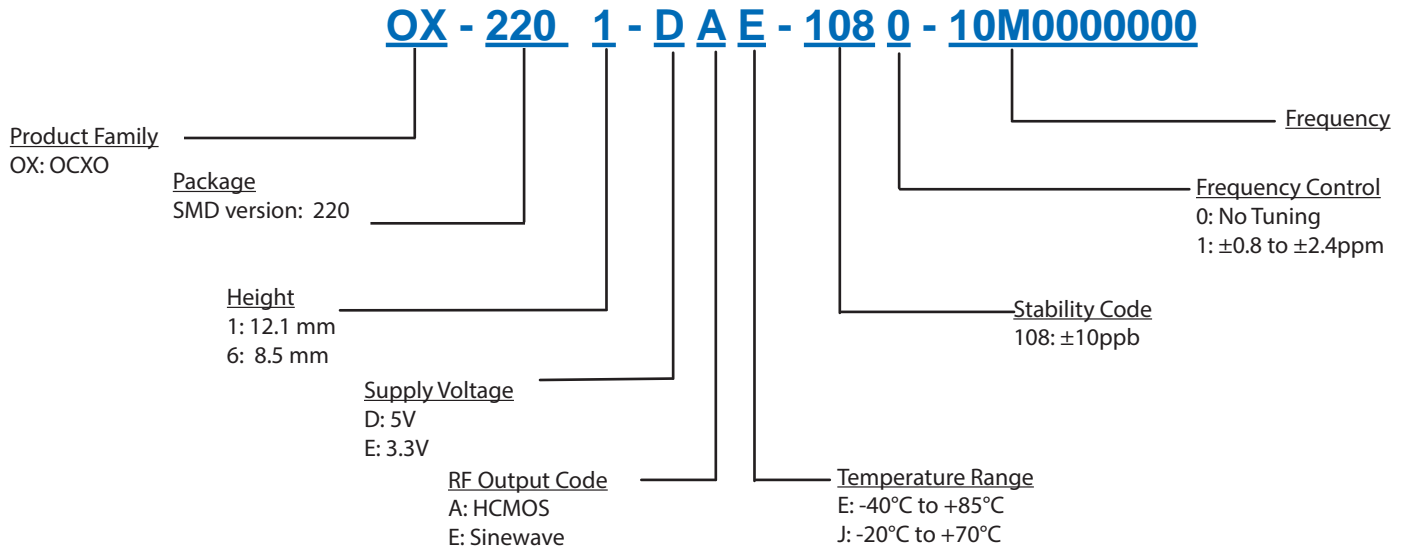 OX - 220 1 - D A E - 108 0 - 10M0000000
Frequency
Product Family
OX: OCXO
Package
SMD version: 220
Frequency Control
0: No Tuning
1: ±0.8 to ±2.4ppm
Height
1: 12.1 mm
6: 8.5 mm
Stability Code
108: ±10ppb
Supply Voltage
D: 5V
E: 3.3V
RF Output Code
A: HCMOS
E: Sinewave
Temperature Range
E: -40°C to +85°C
J: -20°C to +70°C